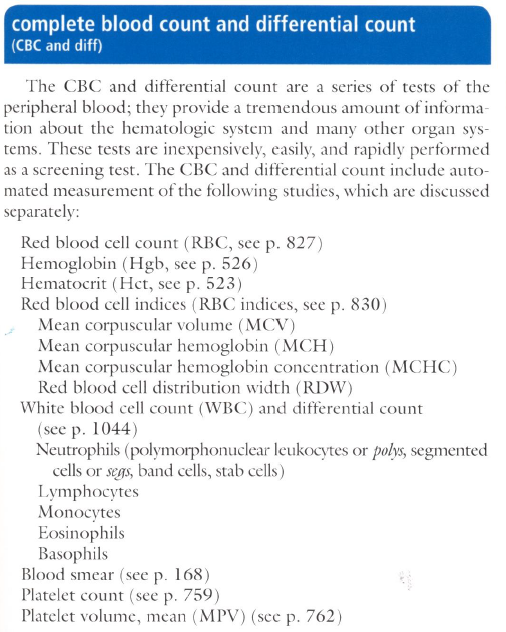 complete blood count and differential count
(CBC and diff)
The CBC and differential count are a series of tests of the
peripheral blood; they provide a tremendous amount of informa-
tion about the hematologic system and many other organ sys-
tems. These tests are inexpensively, easily, and rapidly performed
as a screening test. The CBC and differential count include auto-
mated measurement of the following studies, which are discussed
separately:
Red blood cell count (RBC, see p. 827)
Hemoglobin (Hgb, see p. 526)
Hematocrit (Hct, see p. 523)
Red blood cell indices (RBC indices, see p. 830)
Mean corpuscular volume (MCV)
Mean corpuscular hemoglobin (MCH)
Mean corpuscular hemoglobin concentration (MCHC)
Red blood cell distribution width (RDW)
White blood cell count (WBC) and differential count
(see p. 1044)
Neutrophils (polymorphonuclear leukocytes or polys, segmented
cells or segs, band cells, stab cells)
Lymphocytes
Monocytes
Eosinophils
Basophils
Blood smear (see p. 168)
Platelet count (see p. 759)
Platelet volume, mean (MPV) (see p. 762)